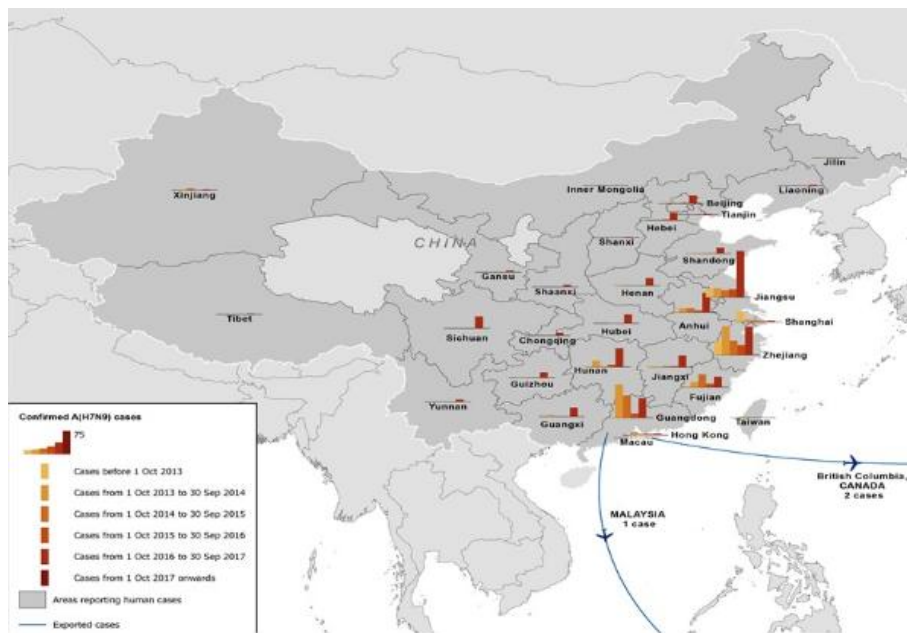 Jilin
Inner Mongolia
Liaoning
Xinjiang
Beijing
Tianjin
Hebei
CHINA
Shanxi
Shandong
Gansu
Shaanxi
Henan
Jiangsu
Tibet
Anhui
Shanghai
Sichuan
Chongqing
Hubei
Zhejiang
Hunan
Jiangxi
Guizhou
Fujian
Yunnan
Guangxi
Guangdong
Taiwan
Hong Kong
Macau
British Columbia,
CANADA
2 cases
MALAYSIA
1 case
Confirmed A(H7N9) cases
75
Cases before 1 Oct 2013
Cases from 1 Oct 2013 to 30 Sep 2014
Cases from 1 Oct 2014 to 30 Sep 2015
Cases from 1 Oct 2015 to 30 Sep 2016
Cases from 1 Oct 2016 to 30 Sep 2017
Cases from 1 Oct 2017 onwards
Areas reporting human cases
Exported cases